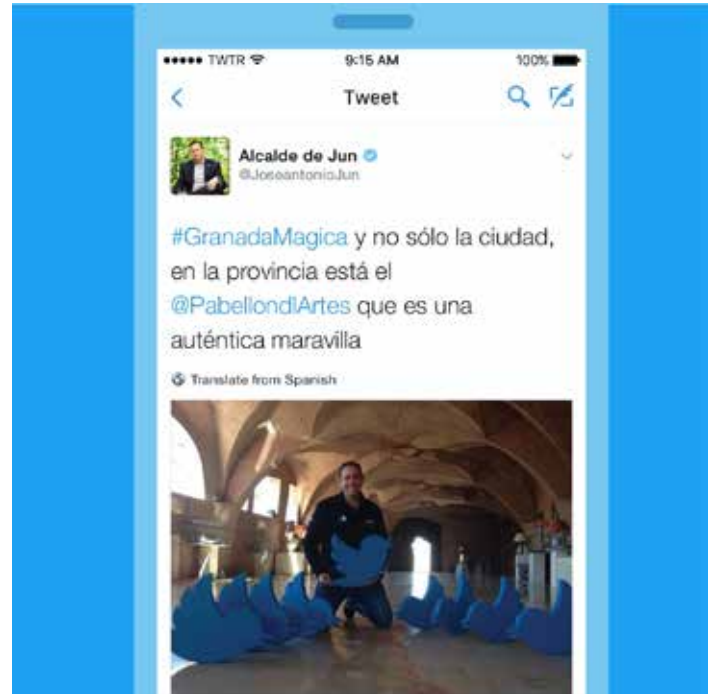 TWTR 9:15 AM 100%
Tweet
Alcalde de Jun
@JoseantonioJun
#GranadaMagica y no sólo la ciudad,
en la provincia está el
@PabellondlArtes que es una
auténtica maravilla
Translate from Spanish